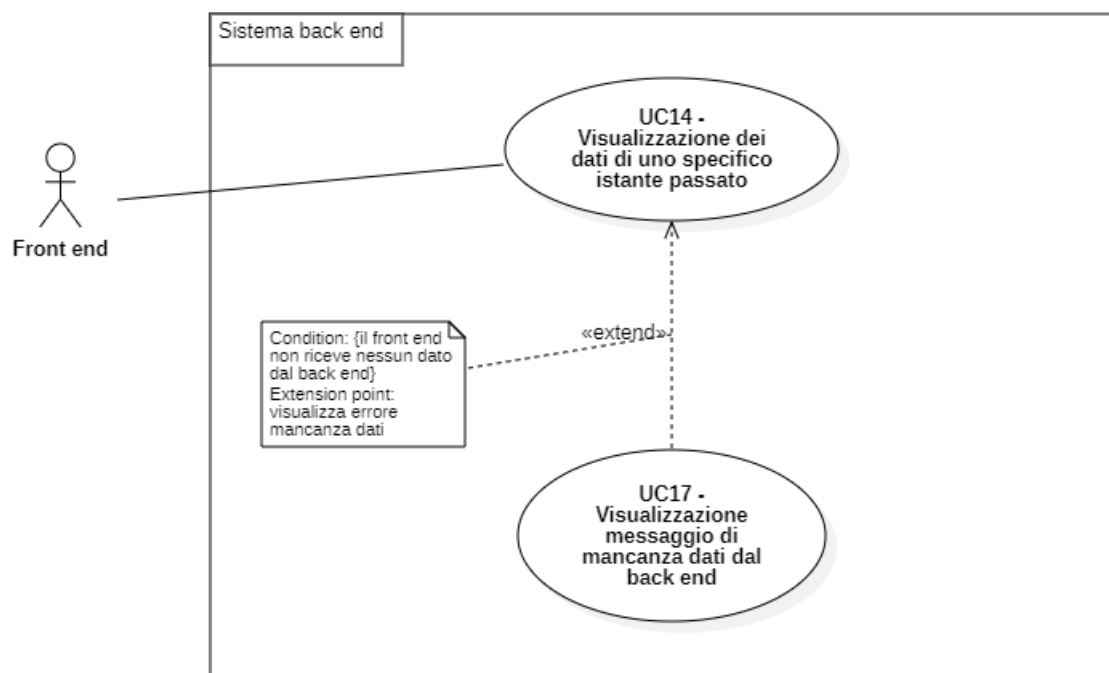 Sistema back end
UC14 -
Visualizzazione dei
dati di uno specifico
istante passato
Front end
«extend»
Condition: {il front end
non riceve nessun dato
dal back end}
Extension point:
visualizza errore
mancanza dati
UC17 -
Visualizzazione
messaggio di
mancanza dati dal
back end